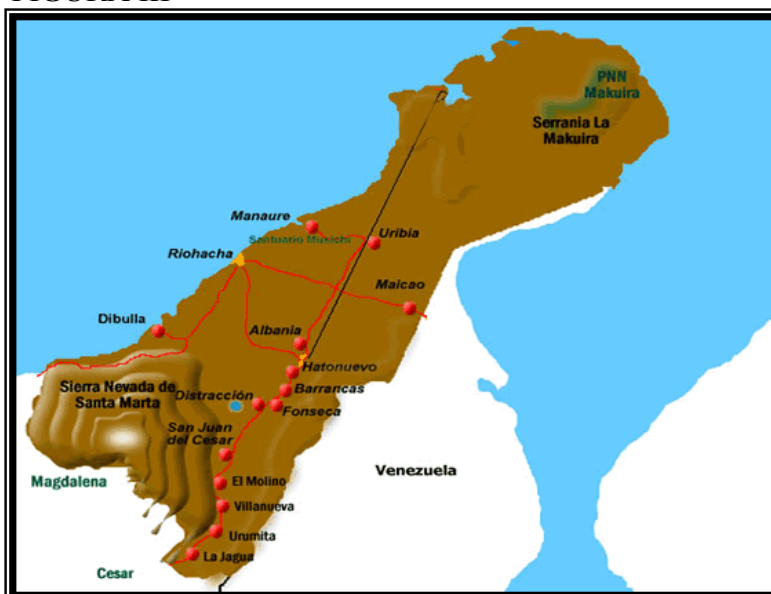 PNN
Makuira
Serrania La
Makuira
Manaure
Santuario Musichi
Uribia
Riohacha
Maicao
Dibulla
Albania
Hatonuevo
Sierra Nevada de
Santa Marta
Distracción
Barrancas
Fonseca
San Juan
del Cesar
Venezuela
Magdalena
El Molino
Villanueva
Urumita
La Jagua
Cesar